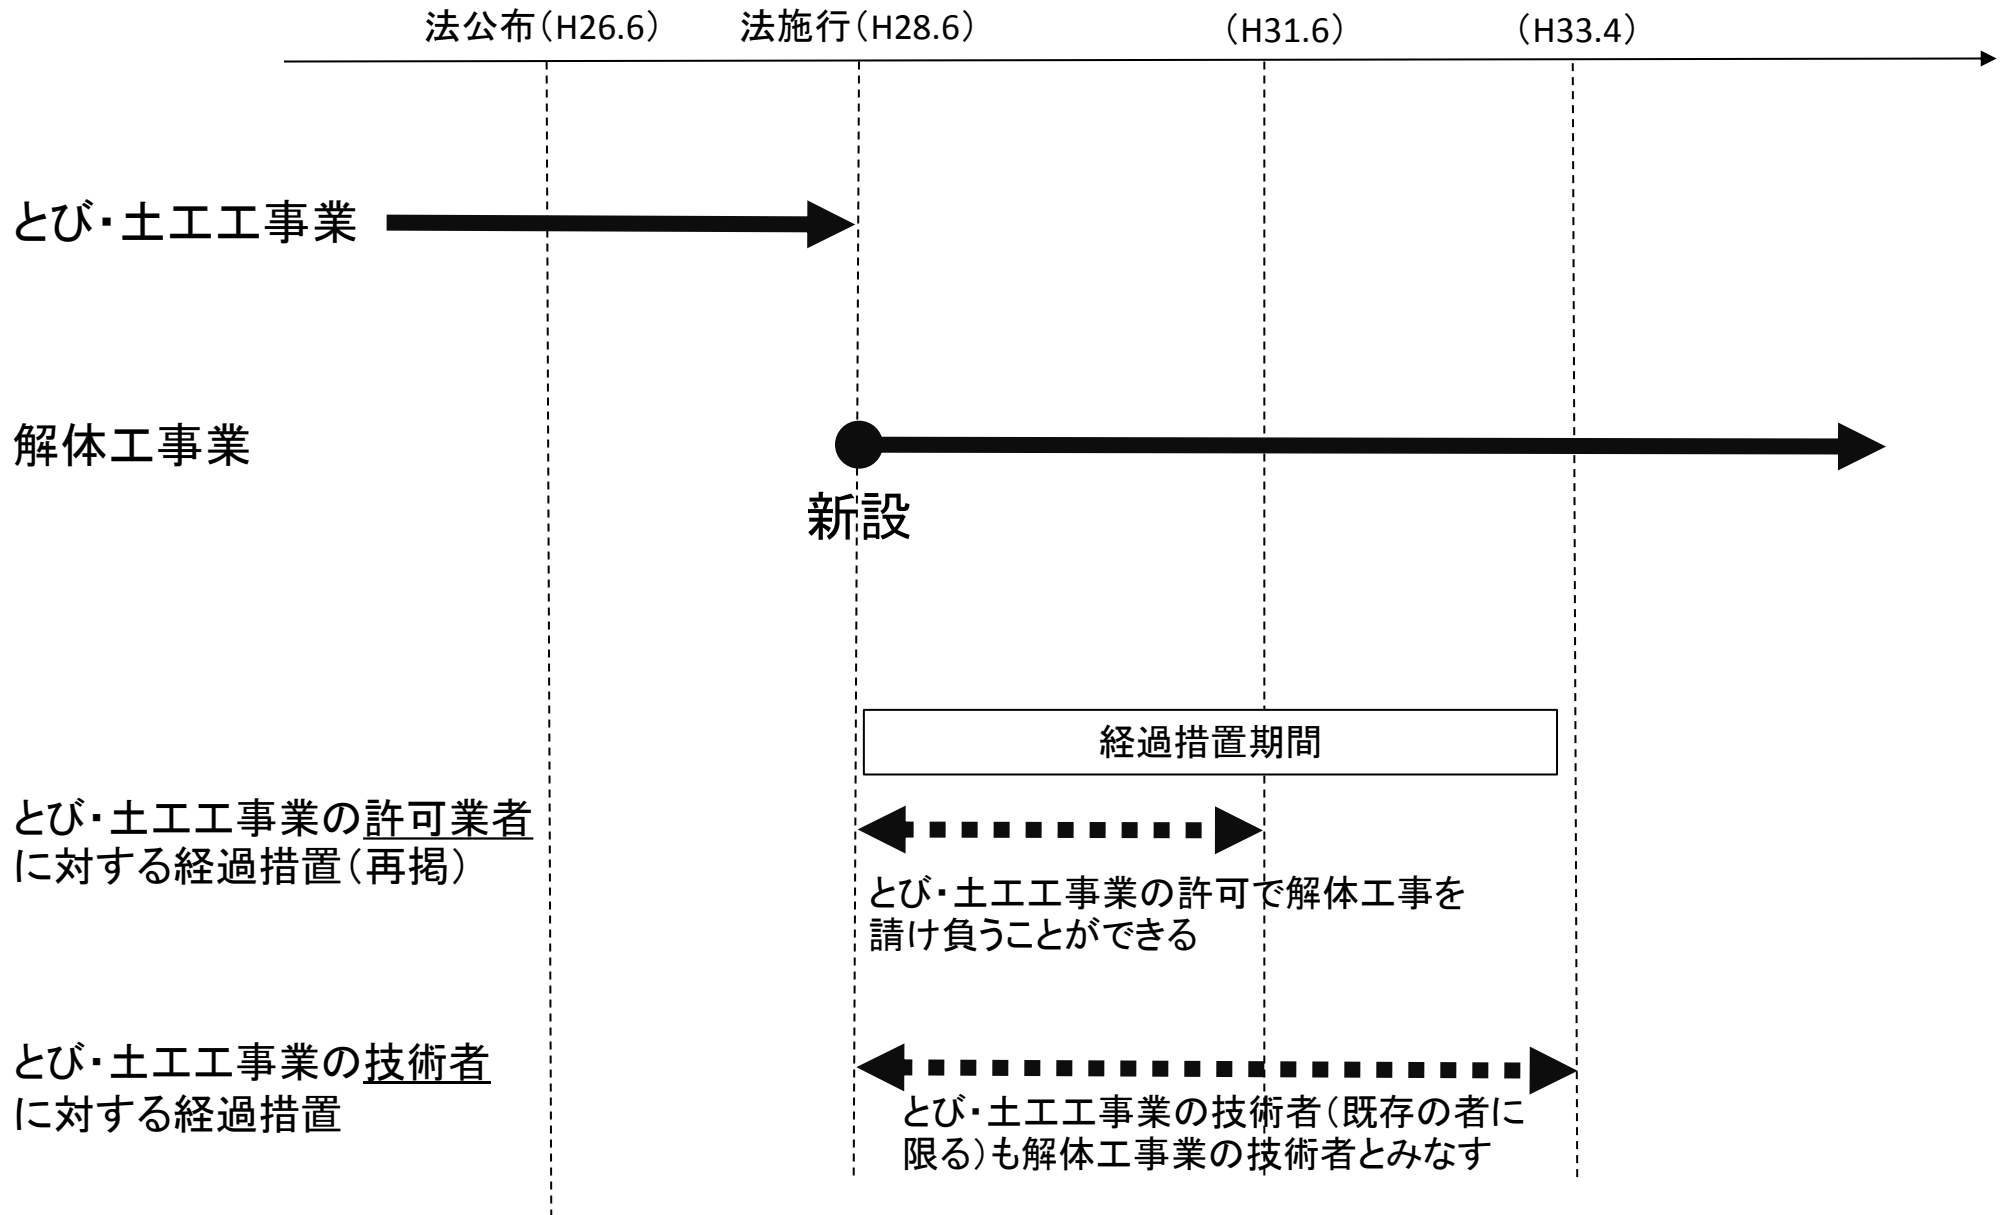 法公布（H26.6）
法施行（H28.6）
（H31.6）
（H33.4）
とび・土工工事業
解体工事業
新設
経過措置期間
とび・土工工事業の許可業者
に対する経過措置（再掲）
とび・土工工事業の許可で解体工事を
請け負うことができる
とび・土工工事業の技術者
に対する経過措置
とび・土工工事業の技術者（既存の者に
限る）も解体工事業の技術者とみなす